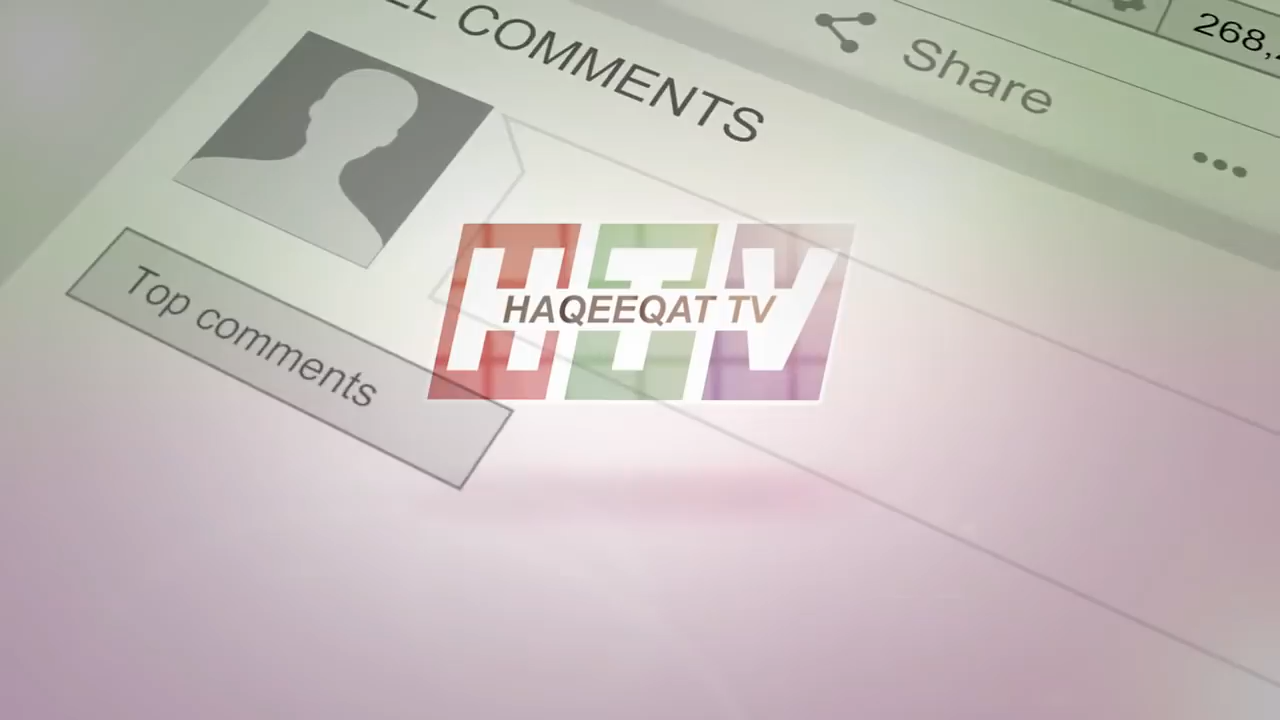 COMMENTS
Share
268,
Top comments
HTV
HAQEEQAT TV